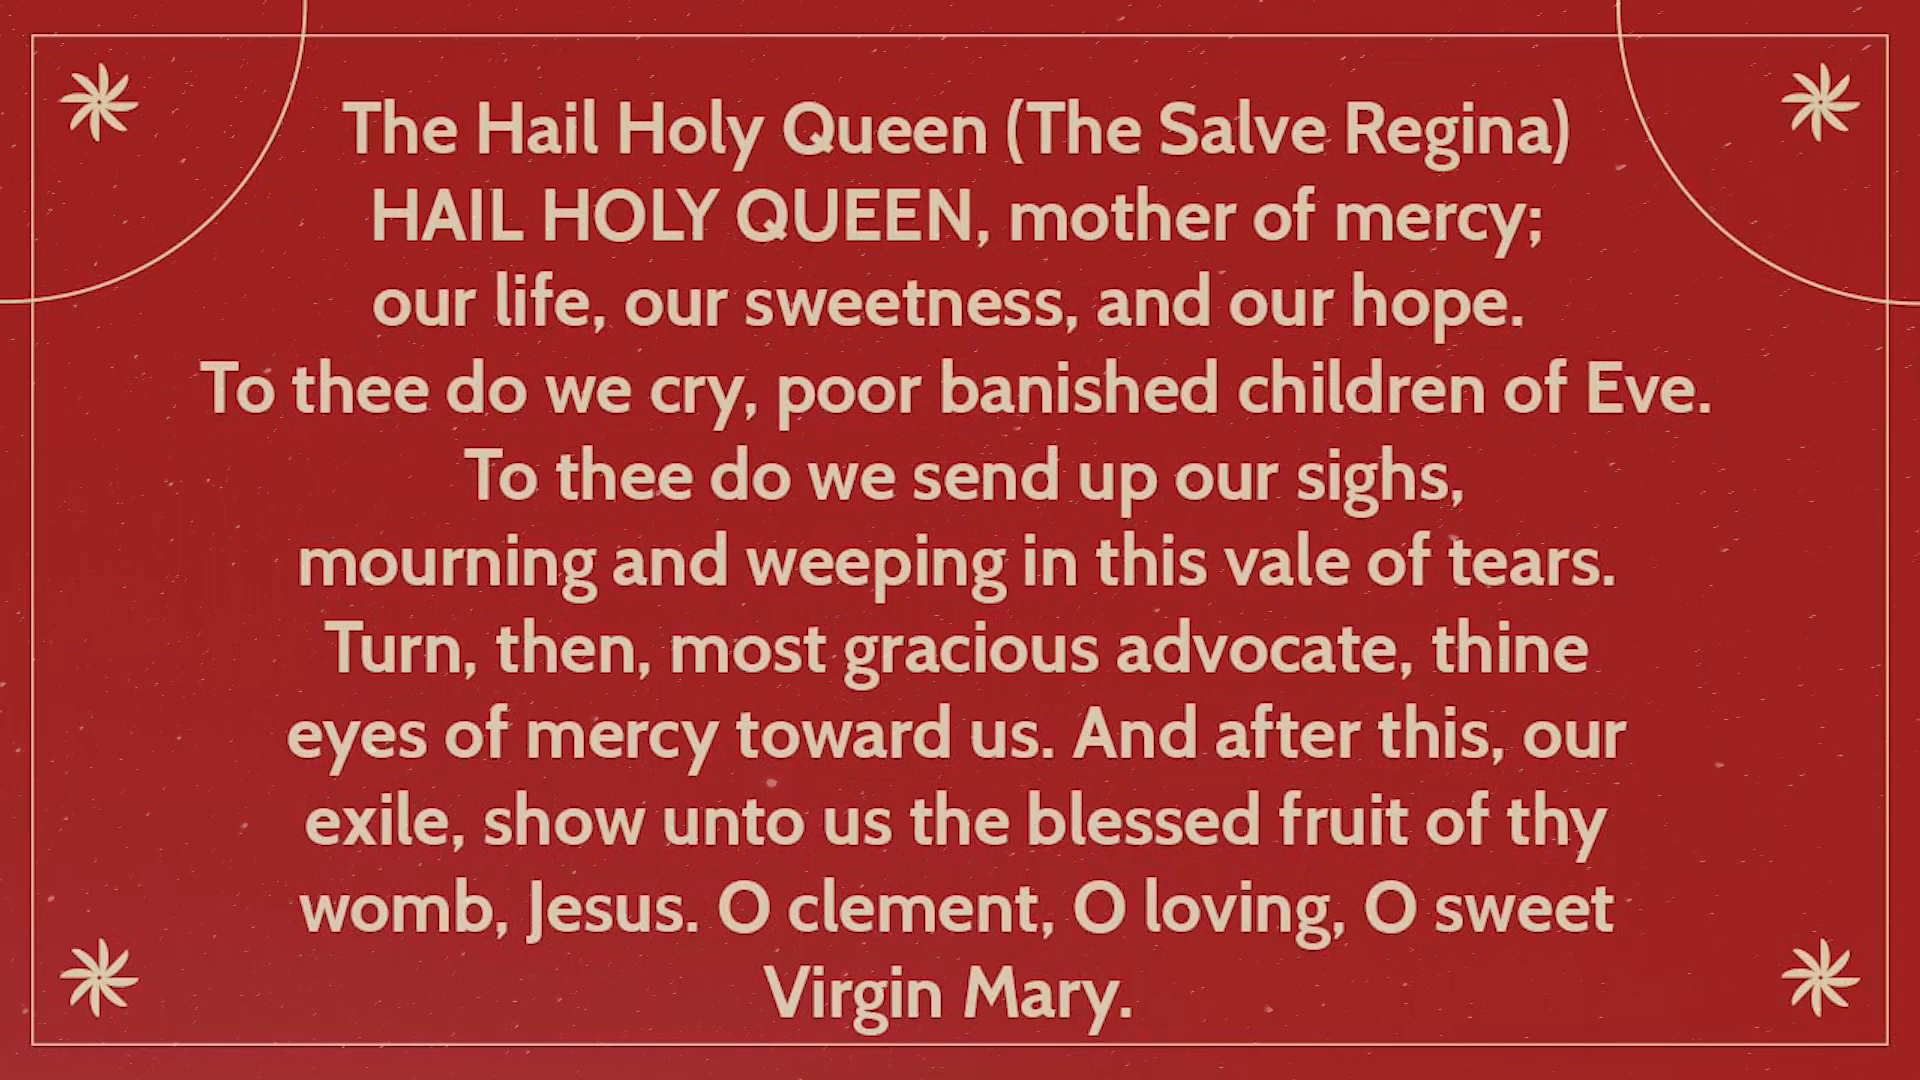 The Hail Holy Queen (The Salve Regina)
HAIL HOLY QUEEN, mother of mercy;
our life, our sweetness, and our hope.
To thee do we cry, poor banished children of Eve.
To thee do we send up our sighs,
mourning and weeping in this vale of tears.
Turn, then, most gracious advocate, thine
eyes of mercy toward us. And after this, our
exile, show unto us the blessed fruit of thy
womb, Jesus. O clement, O loving, O sweet
Virgin Mary.